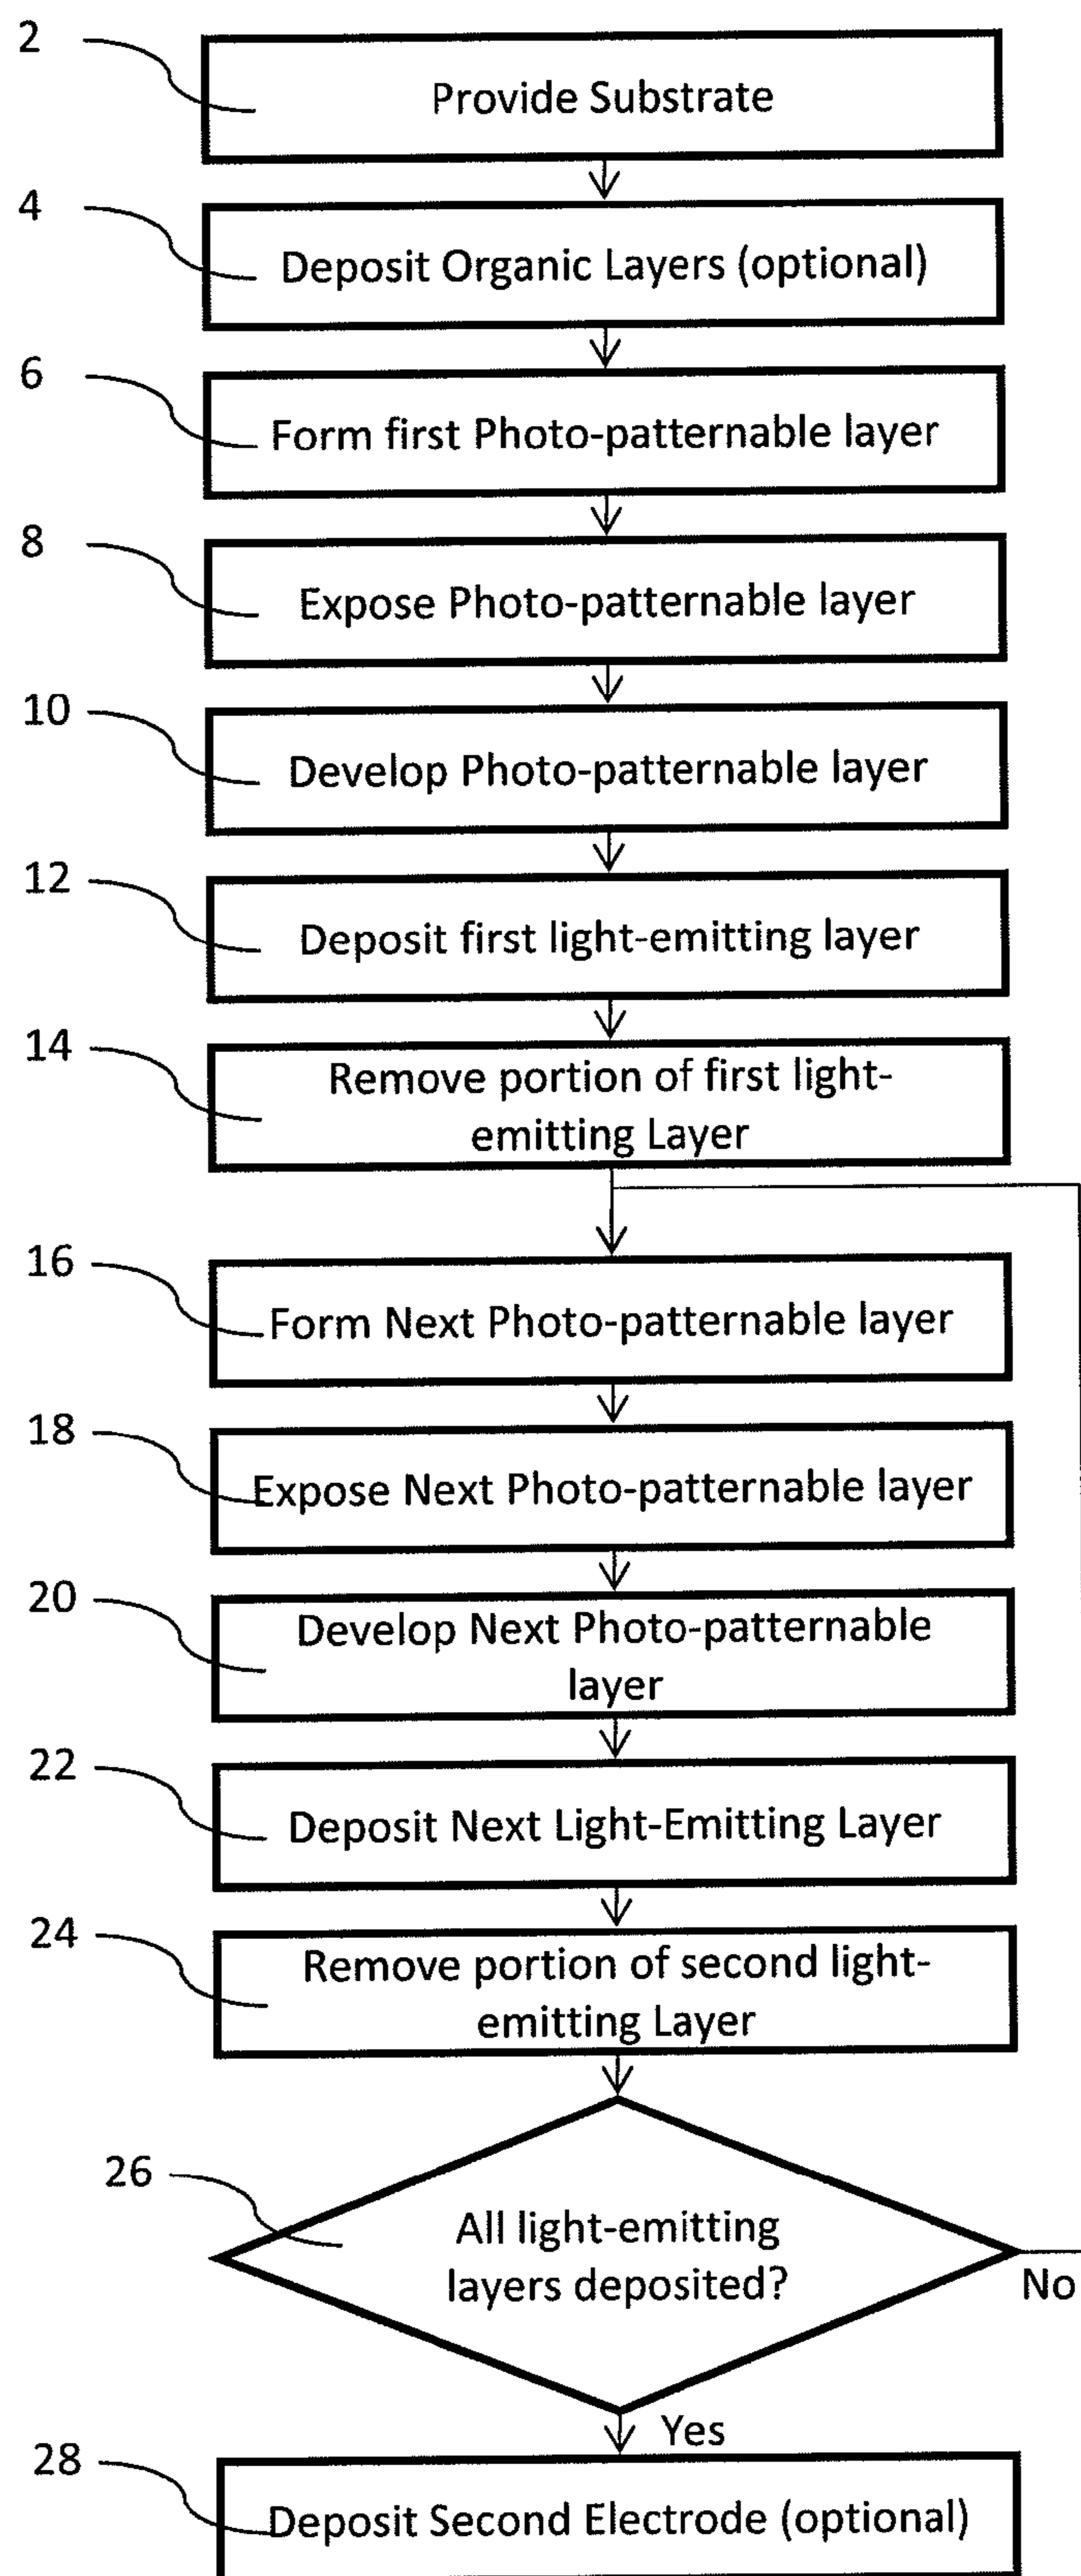 2
Provide Substrate
4
Deposit Organic Layers (optional)
6
Form first Photo-patternable layer
8
Expose Photo-patternable layer
10
Develop Photo-patternable layer
12
Deposit first light-emitting layer
14
Remove portion of first light-
emitting Layer
16
Form Next Photo-patternable layer
18
Expose Next Photo-patternable layer
20
Develop Next Photo-patternable
layer
22
Deposit Next Light-Emitting Layer
24
Remove portion of second light-
emitting Layer
26
All light-emitting
layers deposited?
No
Yes
28
Deposit Second Electrode (optional)